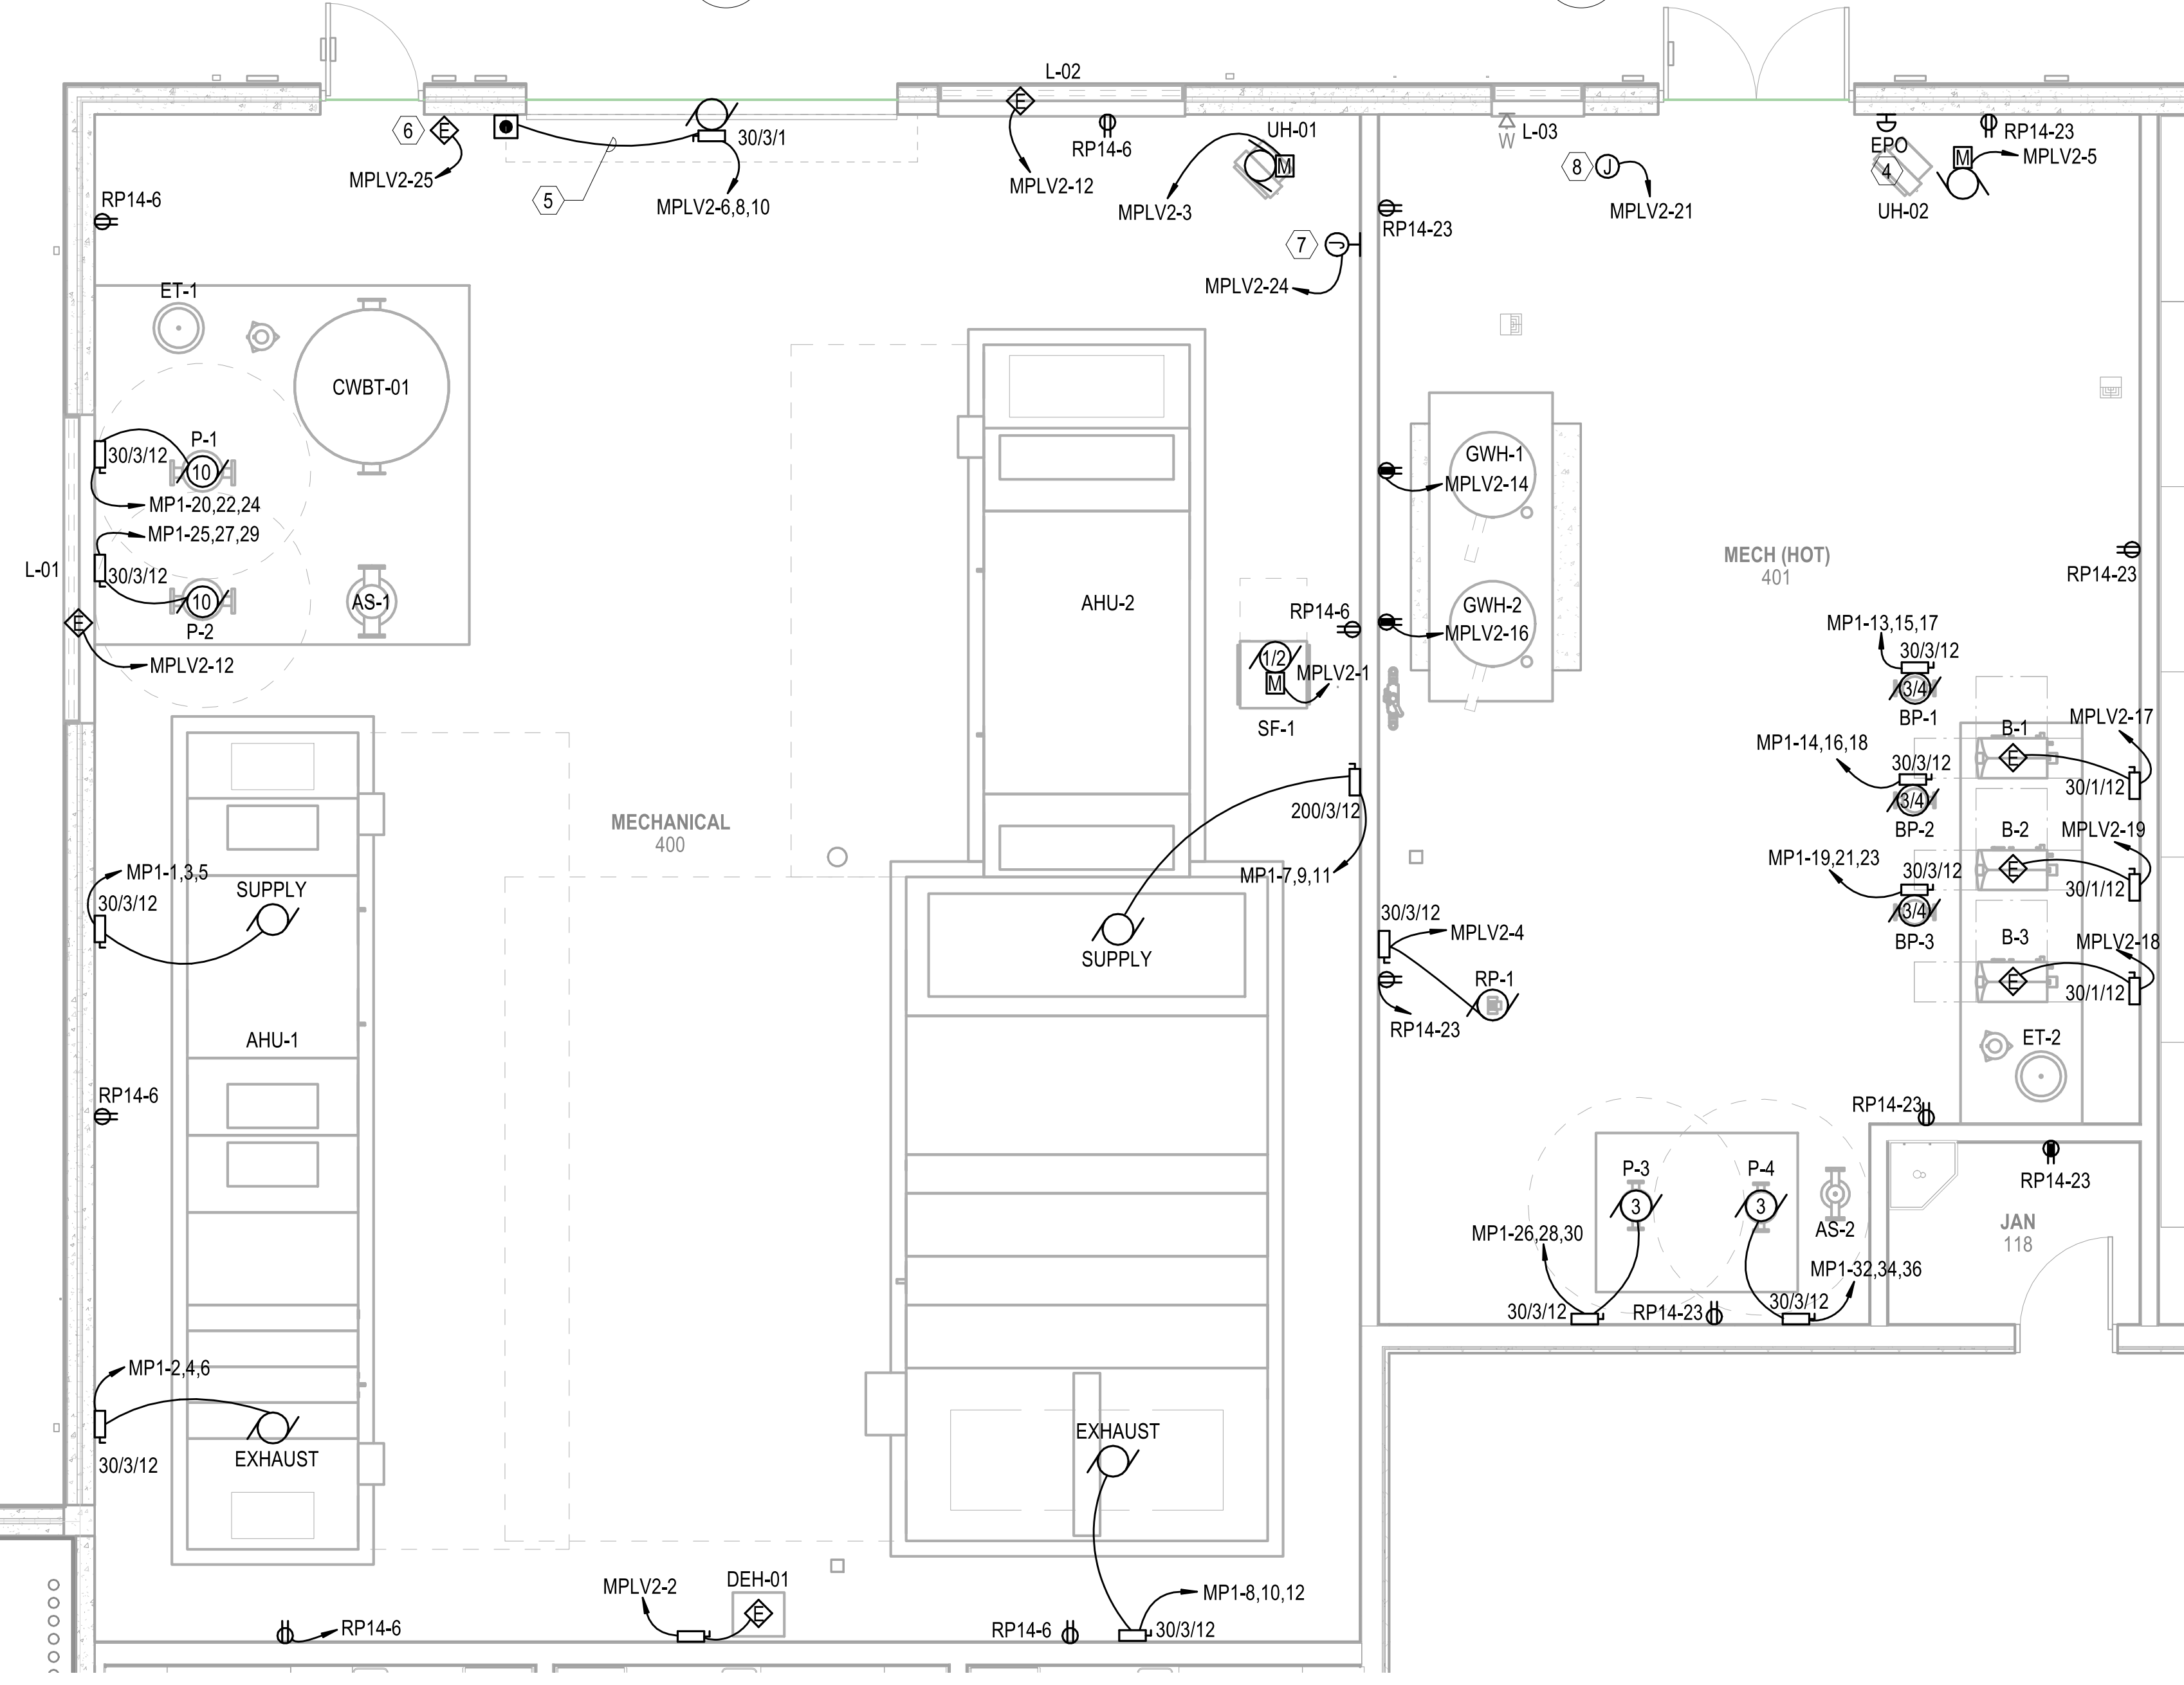 L-02
UH-01
L-03
EPO
RP14-23
6
E
30/3/1
E
RP14-6
M
W
8
J
M
MPLV2-5
4
MPLV2-25
5
MPLV2-6,8,10
MPLV2-12
MPLV2-3
MPLV2-21
UH-02
RP14-6
RP14-23
7
J
MPLV2-24
ET-1
CWBT-01
P-1
30/3/12
10
MP1-20,22,24
MP1-25,27,29
L-01
30/3/12
10
P-2
AS-1
E
MPLV2-12
AHU-2
GWH-1
MPLV2-14
GWH-2
MPLV2-16
RP14-6
1/2
M
MPLV2-1
SF-1
MECH (HOT)
401
RP14-23
MP1-13,15,17
30/3/12
3/4
BP-1
MPLV2-17
B-1
E
30/1/12
MP1-14,16,18
30/3/12
3/4
BP-2
MPLV2-19
B-2
E
30/1/12
MP1-19,21,23
30/3/12
3/4
BP-3
MPLV2-18
B-3
E
30/1/12
MECHANICAL
400
200/3/12
MP1-7,9,11
MP1-1,3,5
30/3/12
SUPPLY
SUPPLY
30/3/12
MPLV2-4
RP-1
RP14-23
AHU-1
ET-2
RP14-6
RP14-23
RP14-23
P-3
3
P-4
3
AS-2
JAN
118
MP1-26,28,30
MP1-32,34,36
30/3/12
RP14-23
30/3/12
MP1-2,4,6
30/3/12
EXHAUST
EXHAUST
MPLV2-2
DEH-01
E
MP1-8,10,12
RP14-6
RP14-6
30/3/12